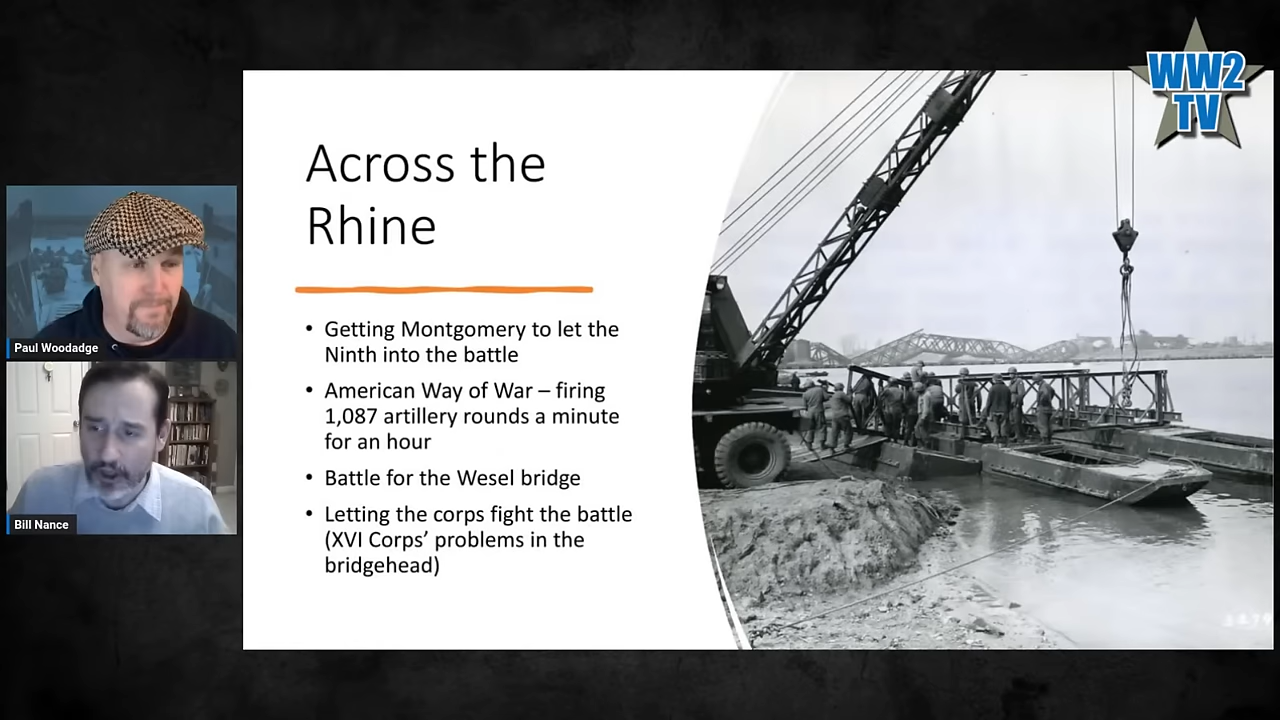 WW2
TV
Across the
Rhine
• Getting Montgomery to let the
Ninth into the battle
• American Way of War – firing
1,087 artillery rounds a minute
for an hour
• Battle for the Wesel bridge
• Letting the corps fight the battle
(XVI Corps’ problems in the
bridgehead)
Paul Woodadge
Bill Nance